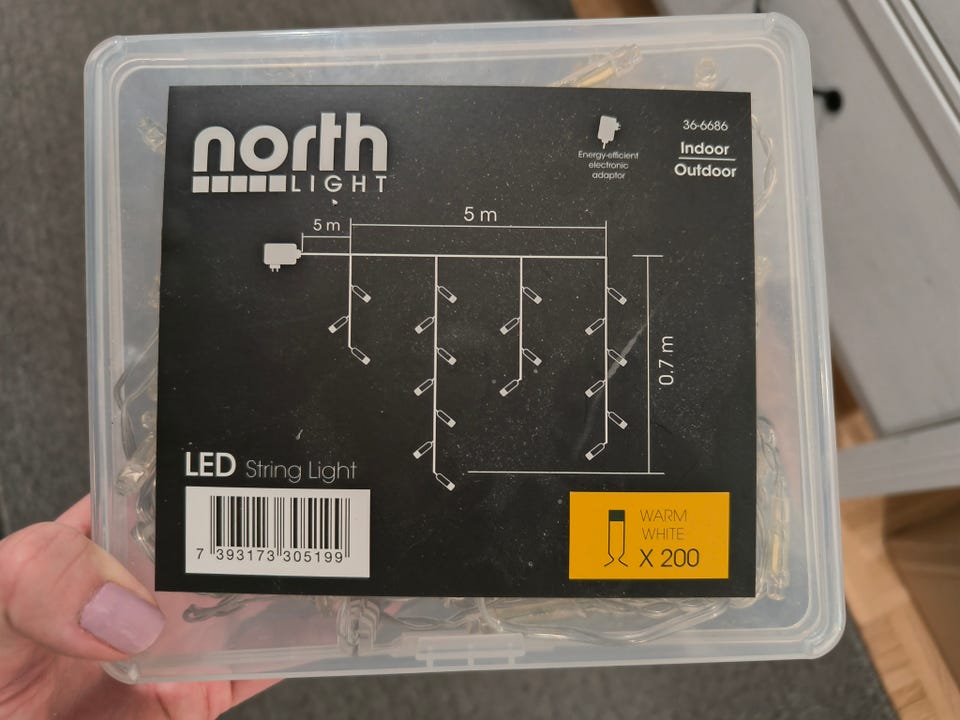 north
LIGHT
Energy-efficient
electronic
adaptor
36-6686
Indoor
Outdoor
5 m
5 m
0.7 m
LED String Light
7 393173 305199
WARM
WHITE
X 200